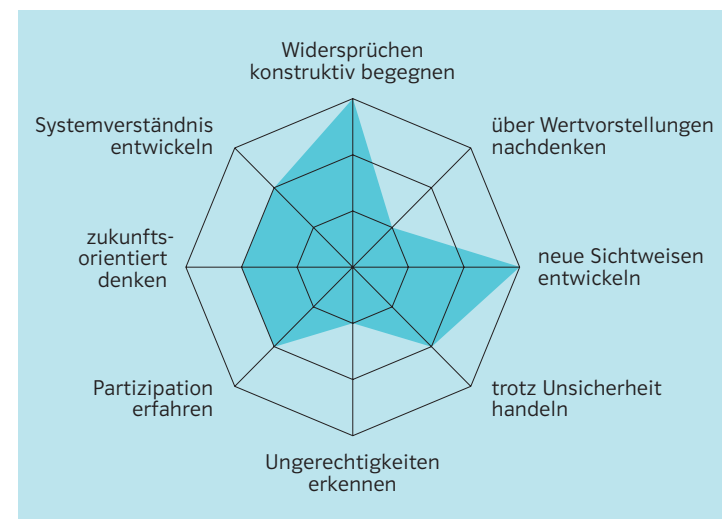 Widersprüchen
konstruktiv begegnen
über Wertvorstellungen
nachdenken
neue Sichtweisen
entwickeln
trotz Unsicherheit
handeln
Ungerechtigkeiten
erkennen
Partizipation
erfahren
zukunfts-
orientiert
denken
Systemverständnis
entwickeln